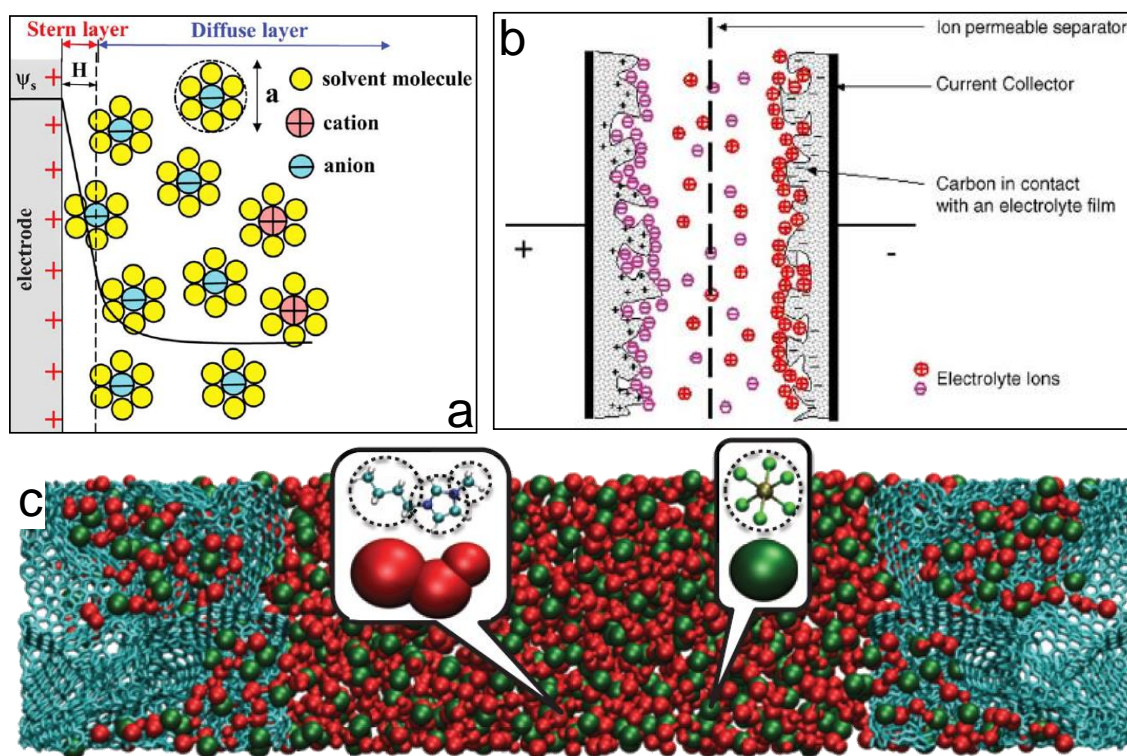 Stern layer
Diffuse layer
H
ψs
a
solvent molecule
cation
anion
electrode
a
b
Ion permeable separator
Current Collector
Carbon in contact
with an electrolyte film
+
-
Electrolyte Ions
c